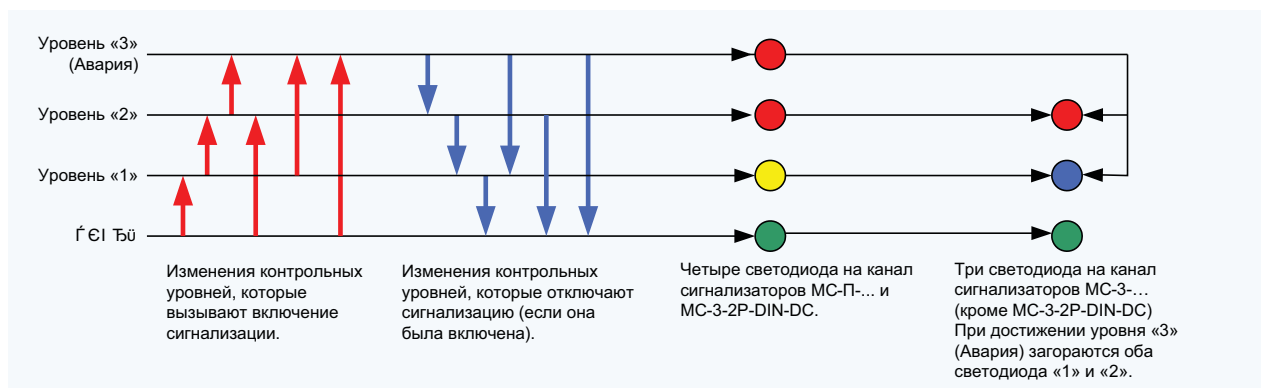 Уровень «3»
(Авария)
Уровень «2»
Уровень «1»
Изменения контрольных
уровней, которые
вызывают включение
сигнализации.
Изменения контрольных
уровней, которые отключают
сигнализацию (если она
была включена).
Четыре светодиода на канал
сигнализаторов МС-П-... и
МС-3-2Р-DIN-DC.
Три светодиода на канал
сигнализаторов МС-3-...
(кроме МС-3-2Р-DIN-DC)
При достижении уровня «3»
(Авария) загораются оба
светодиода «1» и «2».